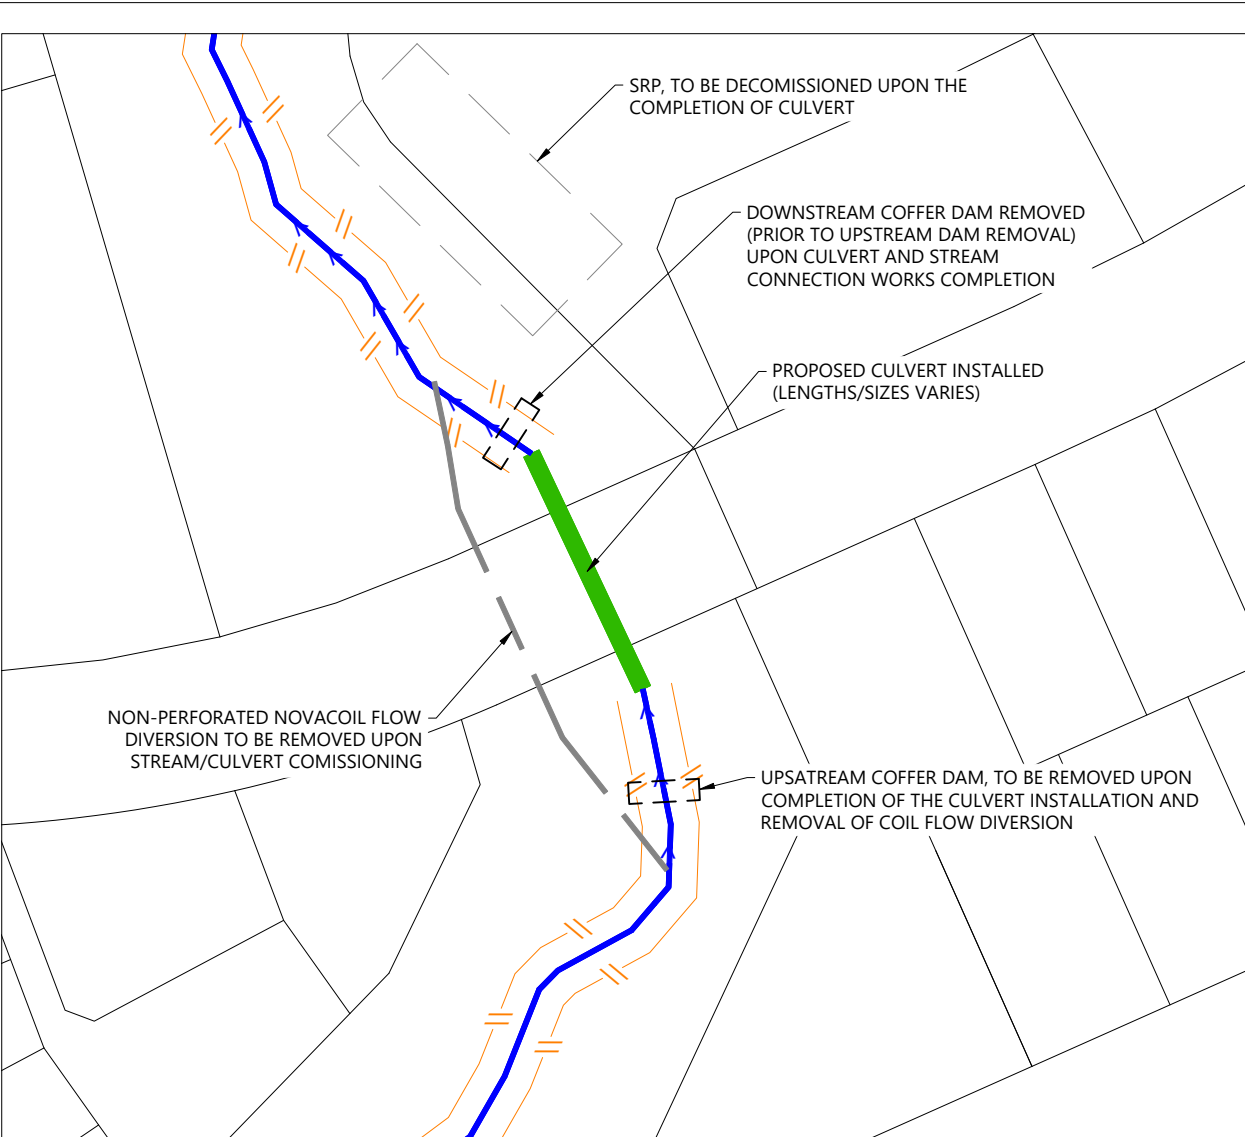 SRP, TO BE DECOMISSIONED UPON THE
COMPLETION OF CULVERT
DOWNSTREAM COFFER DAM REMOVED
(PRIOR TO UPSTREAM DAM REMOVAL)
UPON CULVERT AND STREAM
CONNECTION WORKS COMPLETION
PROPOSED CULVERT INSTALLED
(LENGTHS/SIZES VARIES)
NON-PERFORATED NOVACOIL FLOW
DIVERSION TO BE REMOVED UPON
STREAM/CULVERT COMISSIONING
UPSATREAM COFFER DAM, TO BE REMOVED UPON
COMPLETION OF THE CULVERT INSTALLATION AND
REMOVAL OF COIL FLOW DIVERSION